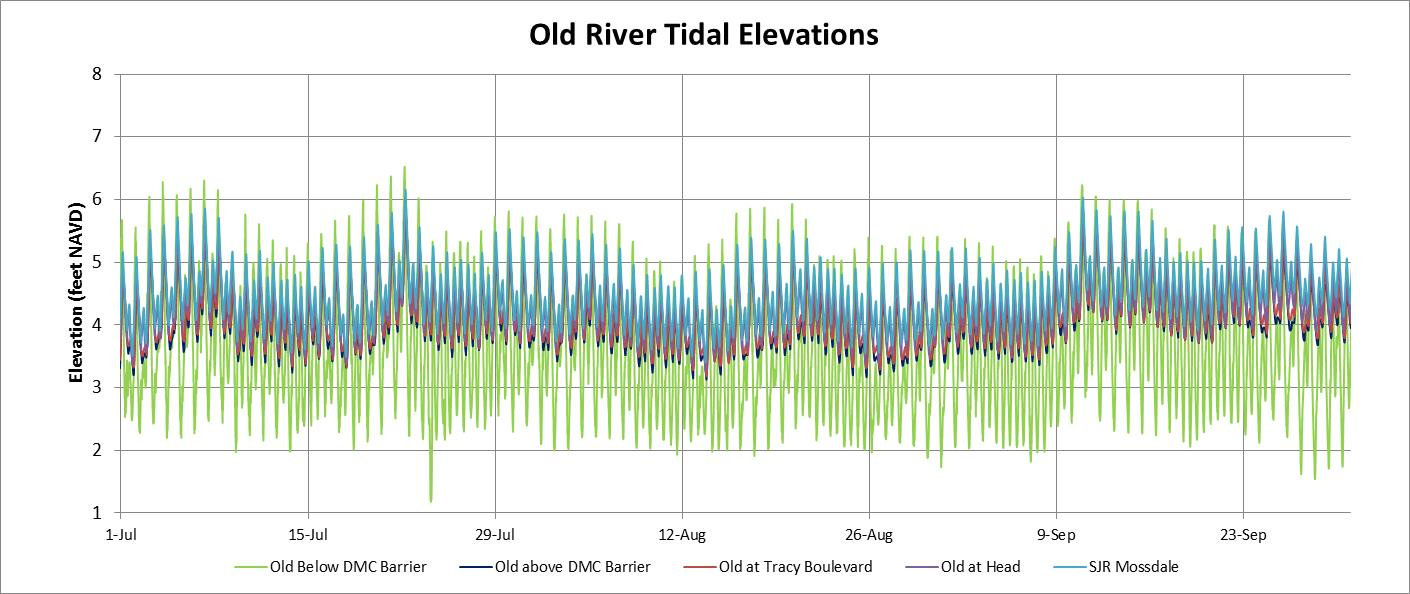 Old River Tidal Elevations
Elevation (feet NAVD)
8
7
6
5
4
3
2
1
1-Jul 15-Jul 29-Jul 12-Aug 26-Aug 9-Sep 23-Sep
Old Below DMC Barrier Old above DMC Barrier Old at Tracy Boulevard Old at Head SJR Mossdale